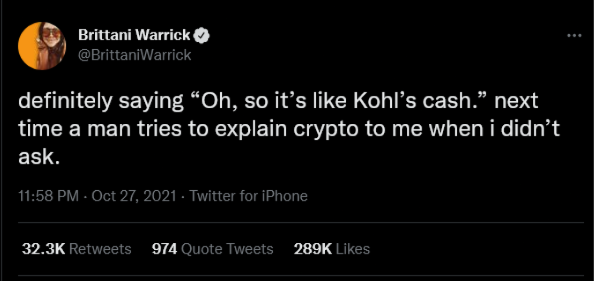 Brittani Warrick
@BrittaniWarrick
definitely saying “Oh, so it’s like Kohl’s cash.” next
time a man tries to explain crypto to me when i didn’t
ask.
11:58 PM · Oct 27, 2021 · Twitter for iPhone
32.3K Retweets 974 Quote Tweets 289K Likes